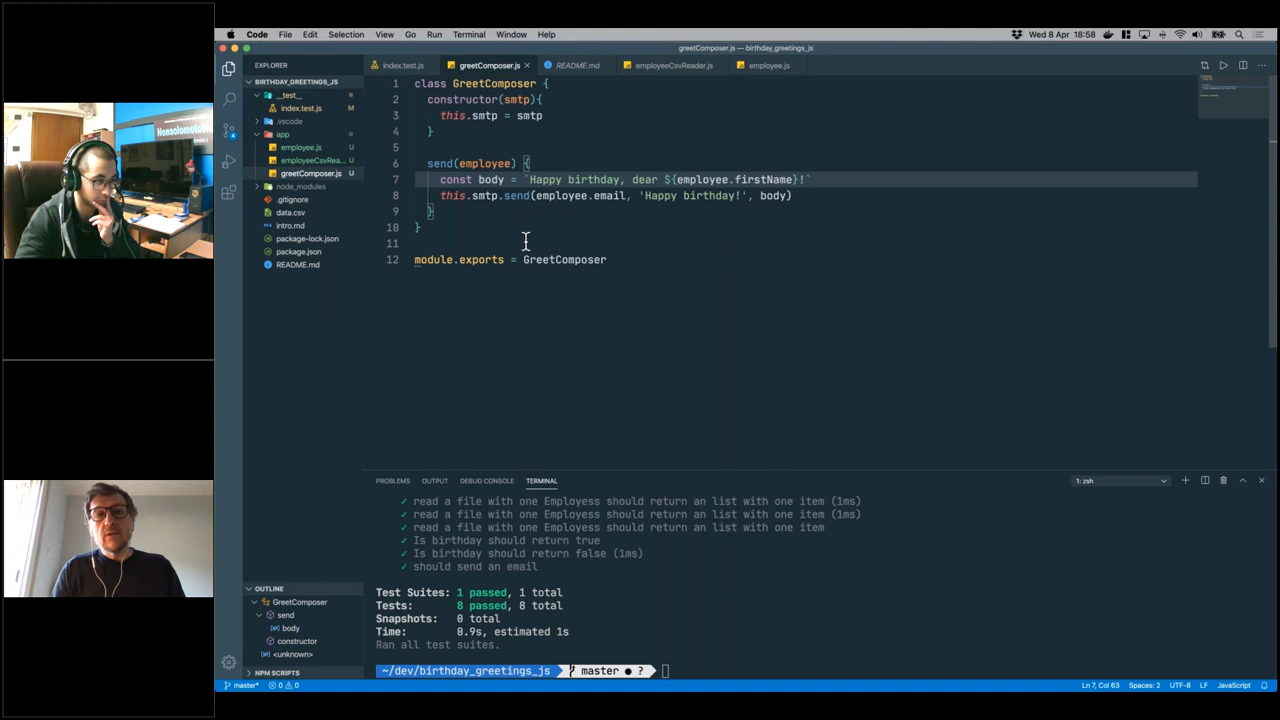 Code File Edit Selection View Go Run Terminal Window Help
Wed 8 Apr 18:58
greetComposer.js — birthday_greetings_js
EXPLORER
BIRTHDAY_GREETINGS_JS
__test__
index.test.js M
.vscode
app
employee.js U
employeeCsvRea... U
greetComposer.js U
node_modules
.gitignore
data.csv
intro.md
package-lock.json
package.json
README.md
OUTLINE
GreetComposer
send
body
constructor
<unknown>
NPM SCRIPTS
index.test.js
greetComposer.js ×
README.md
employeeCsvReader.js
employee.js
1 class GreetComposer {
2 constructor(smtp){
3 this.smtp = smtp
4 }
5
6 send(employee) {
7 const body = `Happy birthday, dear ${employee.firstName}!`
8 this.smtp.send(employee.email, 'Happy birthday!', body)
9 }
10 }
11
12 module.exports = GreetComposer
PROBLEMS OUTPUT DEBUG CONSOLE TERMINAL
1: zsh
✓ read a file with one Employess should return an list with one item (1ms)
✓ read a file with one Employess should return an list with one item (1ms)
✓ read a file with one Employess should return an list with one item
✓ Is birthday should return true
✓ Is birthday should return false (1ms)
✓ should send an email
Test Suites: 1 passed, 1 total
Tests: 8 passed, 8 total
Snapshots: 0 total
Time: 0.9s, estimated 1s
Ran all test suites.
~/dev/birthday_greetings_js master ● ?
master* 0 0
Ln 7, Col 63 Spaces: 2 UTF-8 LF JavaScript